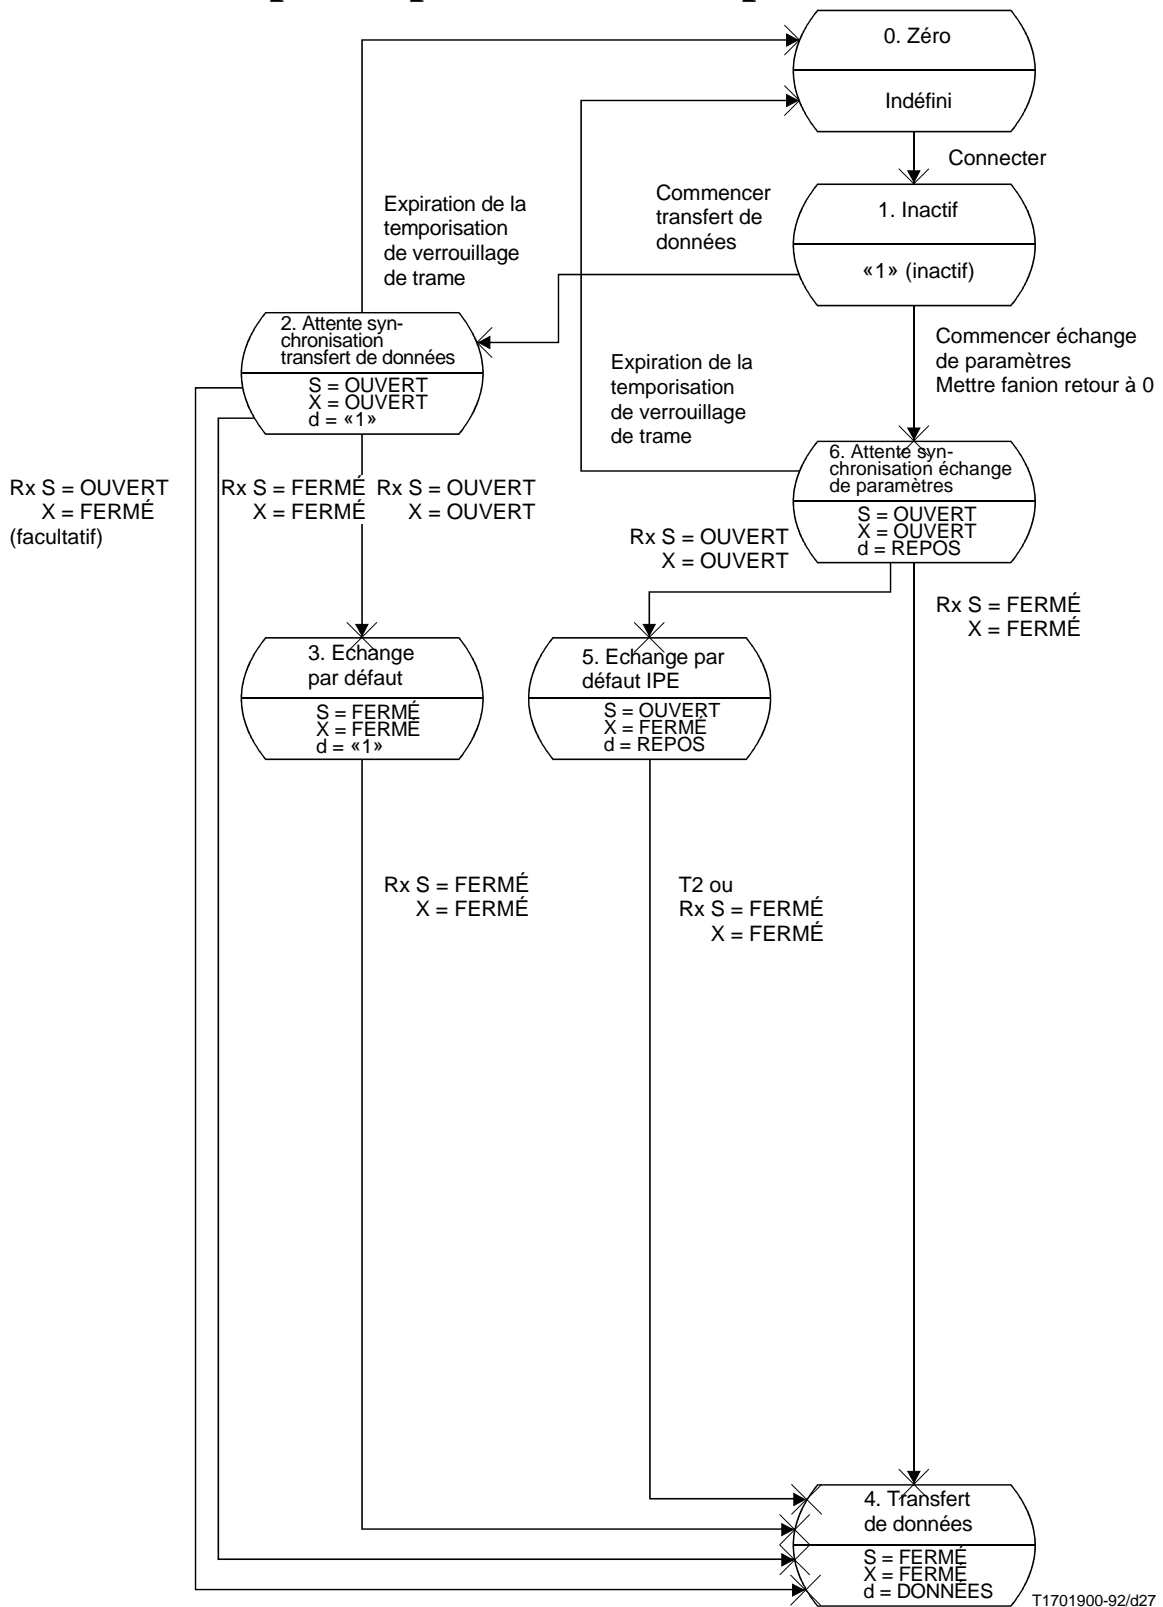 0. Zéro
Indéfini
Connecter
Expiration de la
temporisation
de verrouillage
de trame
Commencer
transfert de
données
1. Inactif
«1» (inactif)
2. Attente syn-
chronisation
transfert de données
S = OUVERT
X = OUVERT
d = «1»
Expiration de la
temporisation
de verrouillage
de trame
Commencer échange
de paramètres
Mettre fanion retour à 0
6. Attente syn-
chronisation échange
de paramètres
S = OUVERT
X = OUVERT
d = REPOS
Rx S = OUVERT
X = FERMÉ
(facultatif)
Rx S = FERMÉ
X = FERMÉ
Rx S = OUVERT
X = OUVERT
Rx S = OUVERT
X = OUVERT
Rx S = FERMÉ
X = FERMÉ
3. Echange
par défaut
S = FERMÉ
X = FERMÉ
d = «1»
5. Echange par
défaut IPE
S = OUVERT
X = FERMÉ
d = REPOS
Rx S = FERMÉ
X = FERMÉ
T2 ou
Rx S = FERMÉ
X = FERMÉ
4. Transfert
de données
S = FERMÉ
X = FERMÉ
d = DONNÉES
T1701900-92/d27